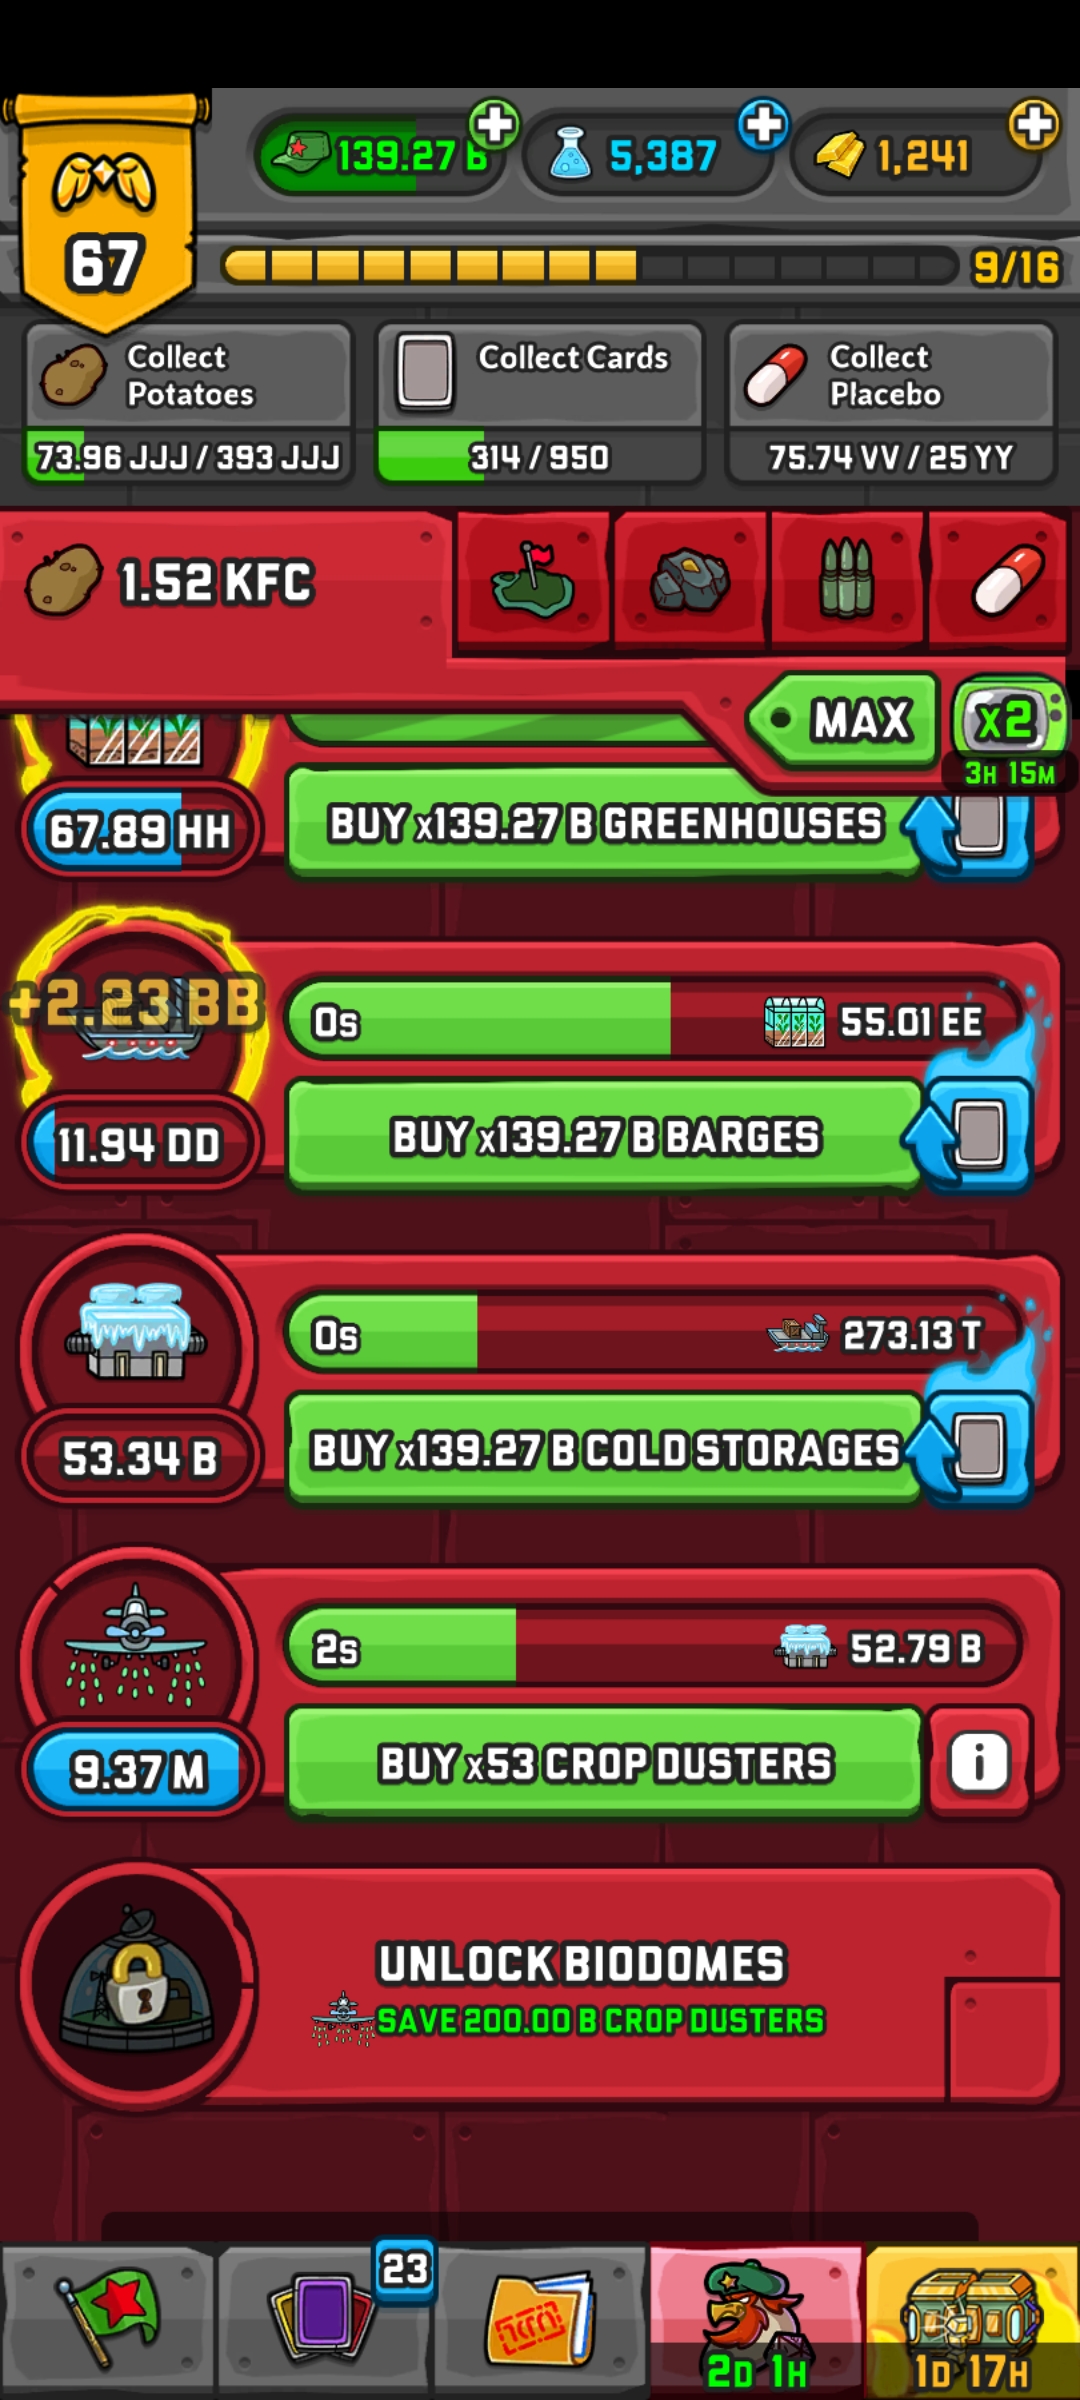 139.27 B
5,387
1,241
67
9/16
Collect
Potatoes
73.96 JJJ / 393 JJJ
Collect Cards
314 / 950
Collect
Placebo
75.74 VV / 25 YY
1.52 KFC
MAX
x2
3H 15M
67.89 HH
BUY x139.27 B GREENHOUSES
+2.23 BB
0s
55.01 EE
11.94 DD
BUY x139.27 B BARGES
0s
273.13 T
53.34 B
BUY x139.27 B COLD STORAGES
2s
52.79 B
9.37 M
BUY x53 CROP DUSTERS
i
UNLOCK BIODOMES
SAVE 200.00 B CROP DUSTERS
23
2D 1H
1D 17H